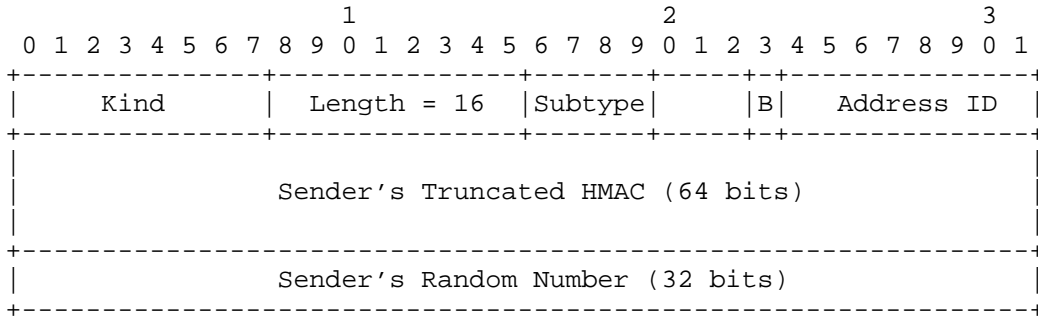 1                   2                   3
 0 1 2 3 4 5 6 7 8 9 0 1 2 3 4 5 6 7 8 9 0 1 2 3 4 5 6 7 8 9 0 1
+---------------+---------------+-------+-----+-+---------------+
|     Kind      |  Length = 16  |Subtype|     |B|   Address ID  |
+---------------+---------------+-------+-----+-+---------------+
|                                                               |
|                Sender's Truncated HMAC (64 bits)              |
|                                                               |
+---------------------------------------------------------------+
|                Sender's Random Number (32 bits)               |
+---------------------------------------------------------------+